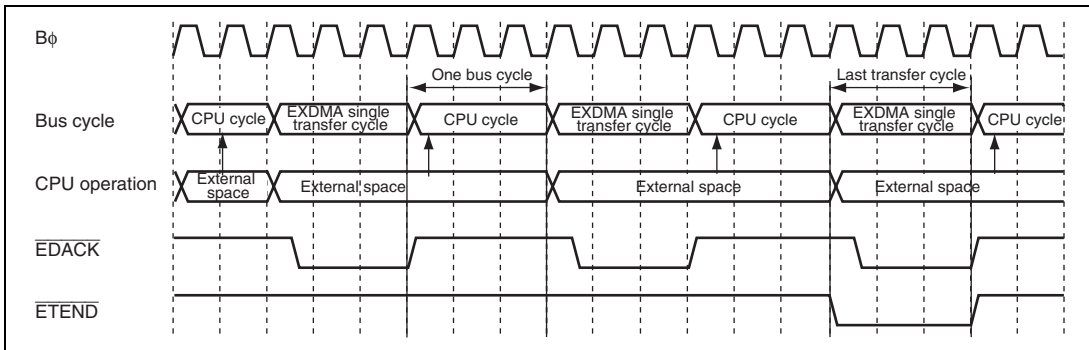 Bφ
One bus cycle
Last transfer cycle
Bus cycle
CPU cycle
EXDMA single
transfer cycle
CPU cycle
EXDMA single
transfer cycle
CPU cycle
EXDMA single
transfer cycle
CPU cycle
CPU operation
External
space
External space
External space
External space
EDACK
ETEND